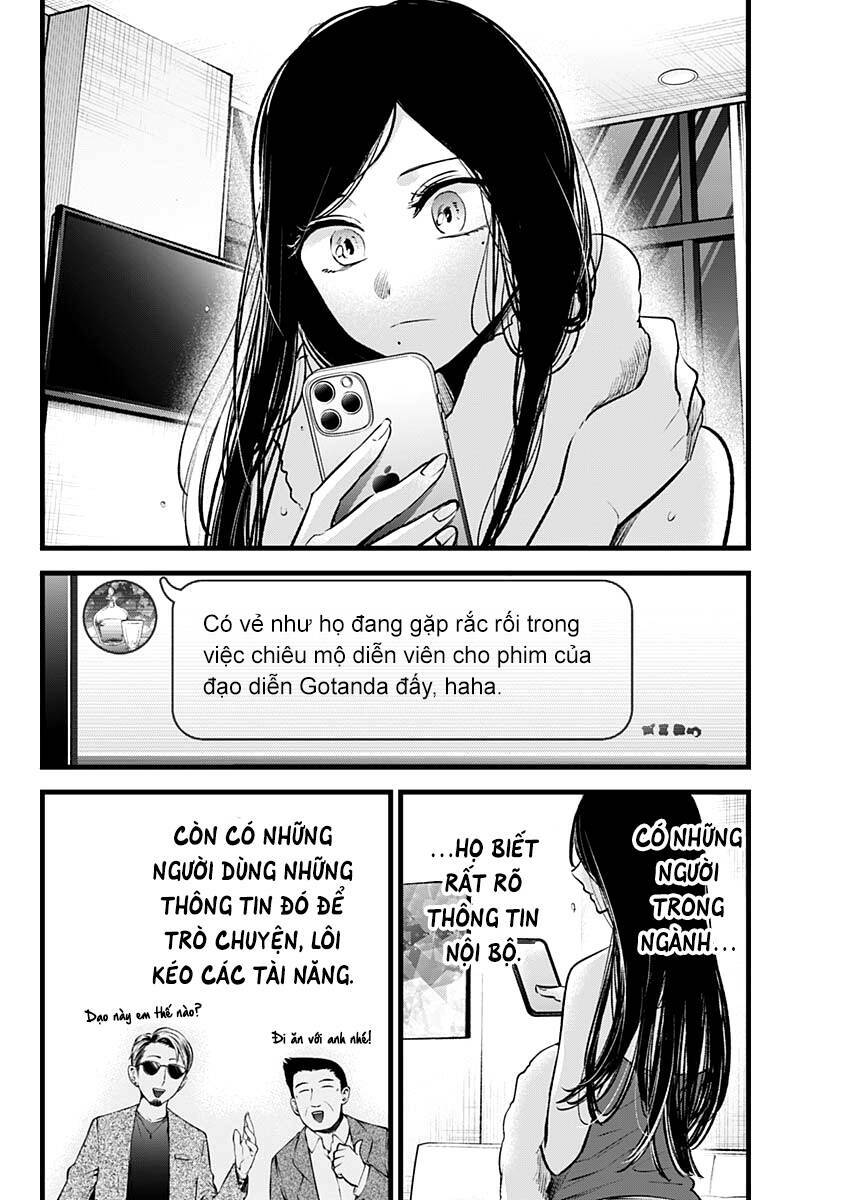 Có vẻ như họ đang gặp rắc rối trong
việc chiêu mộ diễn viên cho phim của
đạo diễn Gotanda đấy, haha.
CÓ NHỮNG
NGƯỜI
TRONG
NGÀNH...
...HỌ BIẾT
RẤT RÕ
THÔNG TIN
NỘI BỘ.
CÒN CÓ NHỮNG
NGƯỜI DÙNG NHỮNG
THÔNG TIN ĐÓ ĐỂ
TRÒ CHUYỆN, LÔI
KÉO CÁC TÀI NĂNG.
Dạo này em thế nào?
Đi ăn với anh nhé!